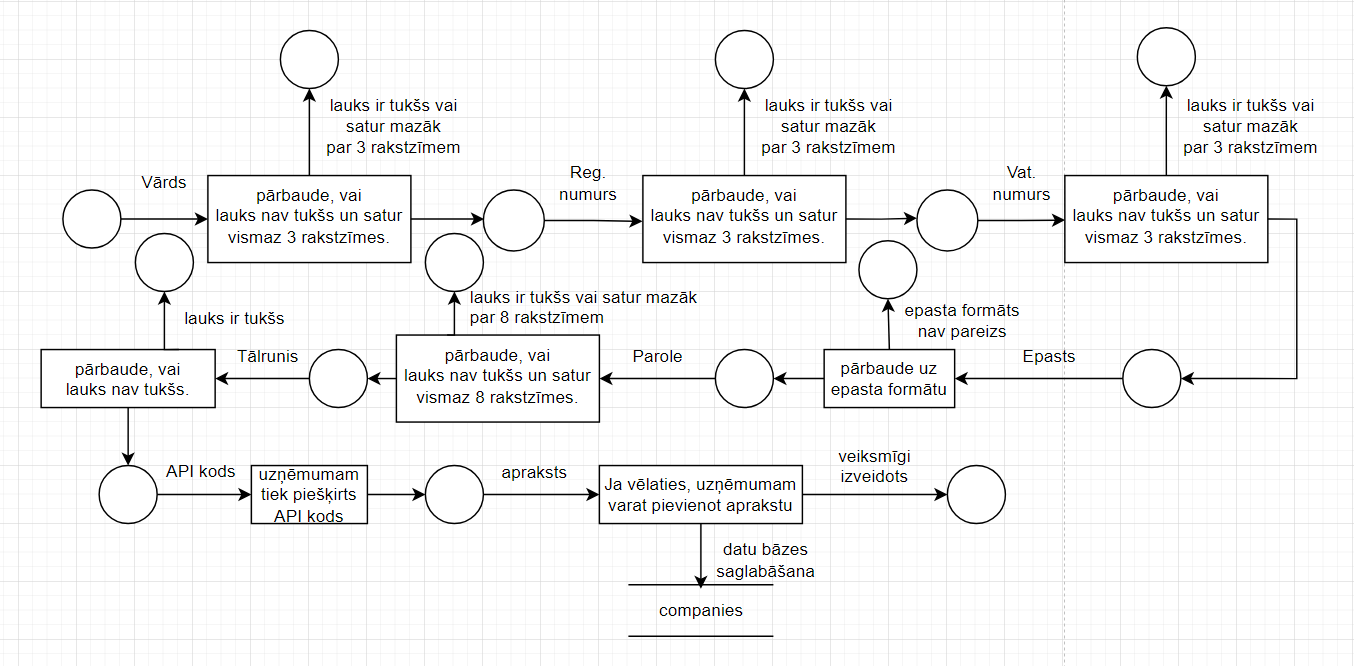 lauks ir tukšs vai
satur mazāk
par 3 rakstzīmem
lauks ir tukšs vai
satur mazāk
par 3 rakstzīmem
lauks ir tukšs vai
satur mazāk
par 3 rakstzīmem
Vārds
pārbaude, vai
lauks nav tukšs un satur
vismaz 3 rakstzīmes.
Reg.
numurs
pārbaude, vai
lauks nav tukšs un satur
vismaz 3 rakstzīmes.
Vat.
numurs
pārbaude, vai
lauks nav tukšs un satur
vismaz 3 rakstzīmes.
Epasts
epasta formāts
nav pareizs
pārbaude uz
epasta formātu
Parole
lauks ir tukšs vai satur mazāk
par 8 rakstzīmem
pārbaude, vai
lauks nav tukšs un satur
vismaz 8 rakstzīmes.
Tālrunis
lauks ir tukšs
pārbaude, vai
lauks nav tukšs.
API kods
uzņēmumam
tiek piešķirts
API kods
apraksts
Ja vēlaties, uzņēmumam
varat pievienot aprakstu
veiksmīgi
izveidots
datu bāzes
saglabāšana
companies